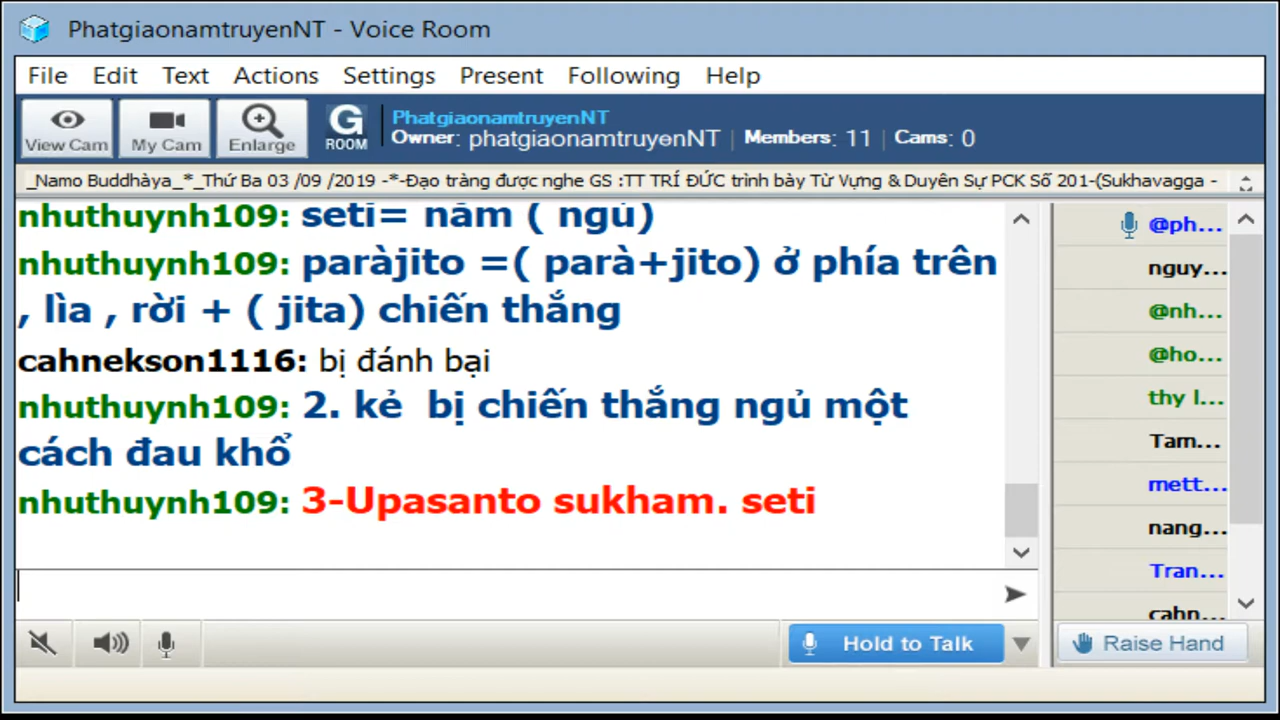 PhatgiaonamtruyenNT - Voice Room
File Edit Text Actions Settings Present Following Help
View Cam My Cam Enlarge G ROOM
PhatgiaonamtruyenNT
Owner: phatgiaonamtruyenNT | Members: 11 | Cams: 0
_Namo Buddhàya_*_Thứ Ba 03 /09 /2019 -*-Đạo tràng được nghe GS :TT TRÍ ĐỨC trình bày Từ Vựng & Duyên Sự PCK Số 201-(Sukhavagga -
nhuthuynh109: seti= nằm ( ngủ)
nhuthuynh109: paràjito =( parà+jito) ở phía trên
, lìa , rời + ( jita) chiến thắng
cahnekson1116: bị đánh bại
nhuthuynh109: 2. kẻ bị chiến thắng ngủ một
cách đau khổ
nhuthuynh109: 3-Upasanto sukham. seti
@ph...
nguy...
@nh...
@ho...
thy l...
Tam...
mett...
nang...
Tran...
cahn...
Hold to Talk
Raise Hand